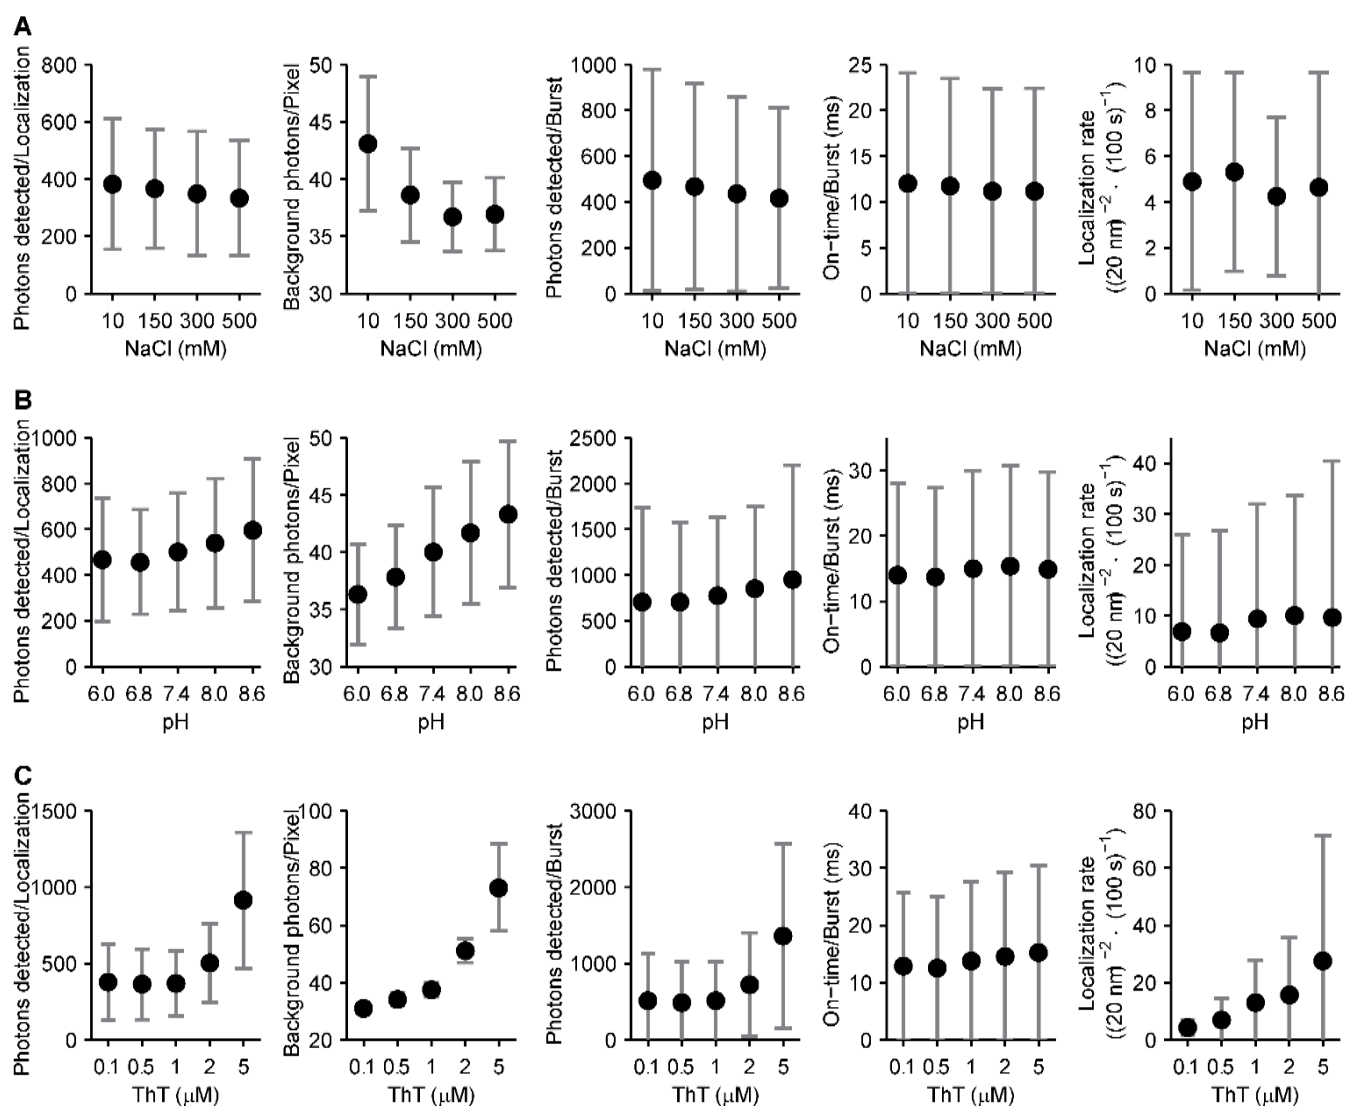 A
Photons detected/Localization
800
600
400
200
0
10 150 300 500
NaCl (mM)
Background photons/Pixel
50
45
40
35
30
10 150 300 500
NaCl (mM)
Photons detected/Burst
1000
800
600
400
200
0
10 150 300 500
NaCl (mM)
On−time/Burst (ms)
25
20
15
10
5
0
10 150 300 500
NaCl (mM)
Localization rate
((20 nm)⁻² · (100 s)⁻¹)
10
8
6
4
2
0
10 150 300 500
NaCl (mM)
B
Photons detected/Localization
1000
800
600
400
200
0
6.0 6.8 7.4 8.0 8.6
pH
Background photons/Pixel
50
45
40
35
30
6.0 6.8 7.4 8.0 8.6
pH
Photons detected/Burst
2500
2000
1500
1000
500
0
6.0 6.8 7.4 8.0 8.6
pH
On−time/Burst (ms)
30
20
10
0
6.0 6.8 7.4 8.0 8.6
pH
Localization rate
((20 nm)⁻² · (100 s)⁻¹)
40
30
20
10
0
6.0 6.8 7.4 8.0 8.6
pH
C
Photons detected/Localization
1500
1000
500
0
0.1 0.5 1 2 5
ThT (µM)
Background photons/Pixel
100
80
60
40
20
0.1 0.5 1 2 5
ThT (µM)
Photons detected/Burst
3000
2000
1000
0
0.1 0.5 1 2 5
ThT (µM)
On−time/Burst (ms)
40
30
20
10
0
0.1 0.5 1 2 5
ThT (µM)
Localization rate
((20 nm)⁻² · (100 s)⁻¹)
80
60
40
20
0
0.1 0.5 1 2 5
ThT (µM)